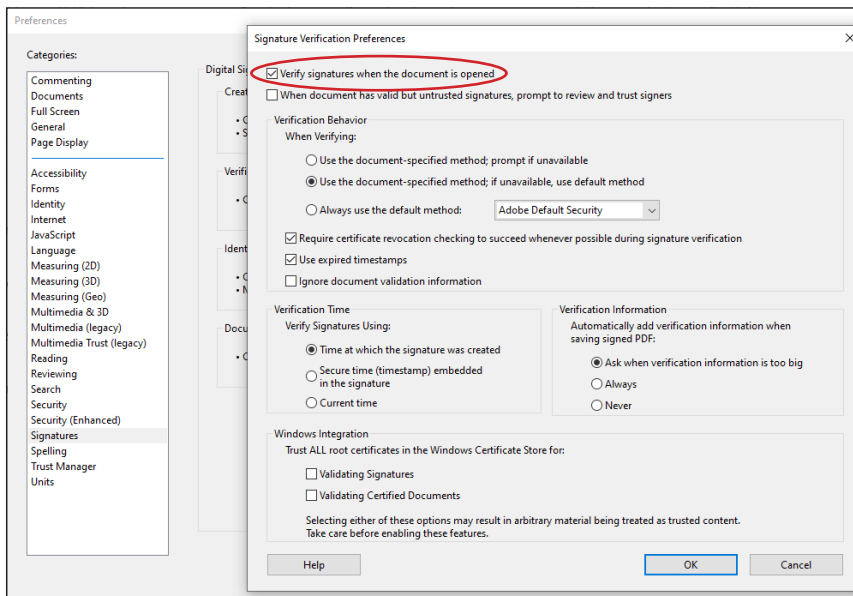 Preferences
Categories:
Commenting
Documents
Full Screen
General
Page Display
Accessibility
Forms
Identity
Internet
JavaScript
Language
Measuring (2D)
Measuring (3D)
Measuring (Geo)
Multimedia & 3D
Multimedia (legacy)
Multimedia Trust (legacy)
Reading
Reviewing
Search
Security
Security (Enhanced)
Signatures
Spelling
Trust Manager
Units
Digital Si
Creat
• C
• S
Verifi
• C
Ident
• C
• N
Docu
• C
Signature Verification Preferences
Verify signatures when the document is opened
When document has valid but untrusted signatures, prompt to review and trust signers
Verification Behavior
When Verifying:
Use the document-specified method; prompt if unavailable
Use the document-specified method; if unavailable, use default method
Always use the default method: Adobe Default Security
Require certificate revocation checking to succeed whenever possible during signature verification
Use expired timestamps
Ignore document validation information
Verification Time
Verify Signatures Using:
Time at which the signature was created
Secure time (timestamp) embedded
in the signature
Current time
Verification Information
Automatically add verification information when
saving signed PDF:
Ask when verification information is too big
Always
Never
Windows Integration
Trust ALL root certificates in the Windows Certificate Store for:
Validating Signatures
Validating Certified Documents
Selecting either of these options may result in arbitrary material being treated as trusted content.
Take care before enabling these features.
Help
OK
Cancel